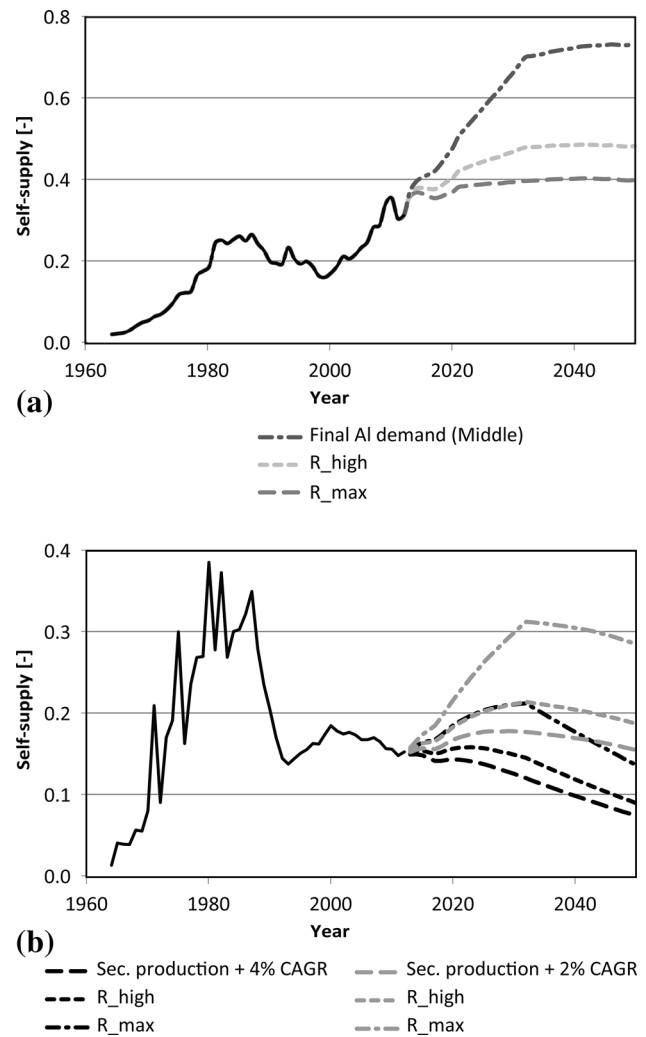 0.8
0.6
0.4
0.2
0.0
Self-supply [-]
1960 1980 2000 2020 2040
Year
(a)
Final Al demand (Middle)
R_high
R_max
0.4
0.3
0.2
0.1
0.0
Self-supply [-]
1960 1980 2000 2020 2040
Year
(b)
Sec. production + 4% CAGR Sec. production + 2% CAGR
R_high R_high
R_max R_max